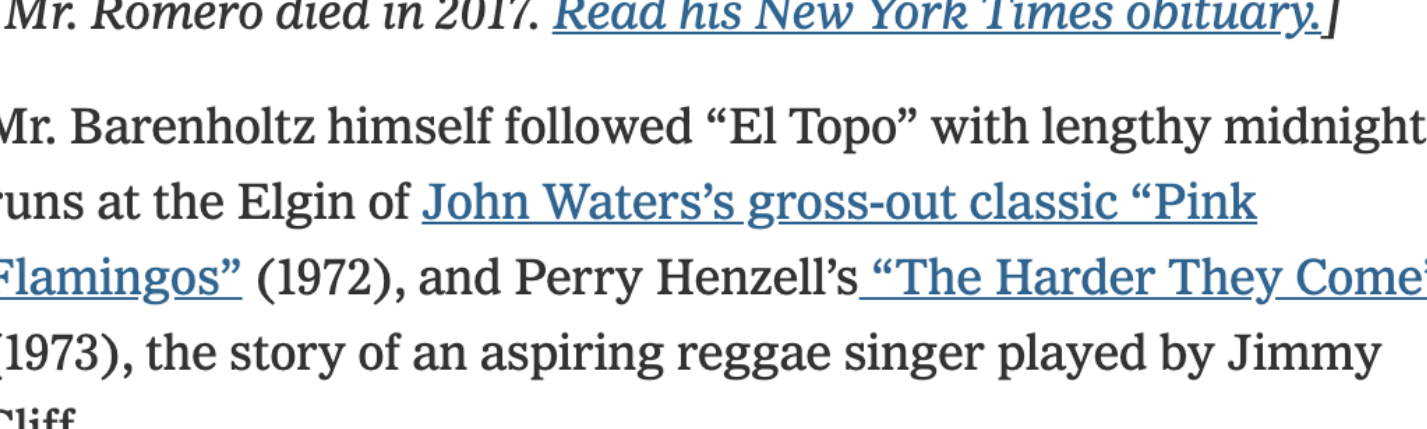 Mr. Romero died in 2017. Read his New York Times obituary.]
Mr. Barenholtz himself followed “El Topo” with lengthy midnight
runs at the Elgin of John Waters’s gross-out classic “Pink
Flamingos” (1972), and Perry Henzell’s “The Harder They Come”
(1973), the story of an aspiring reggae singer played by Jimmy
Cliff